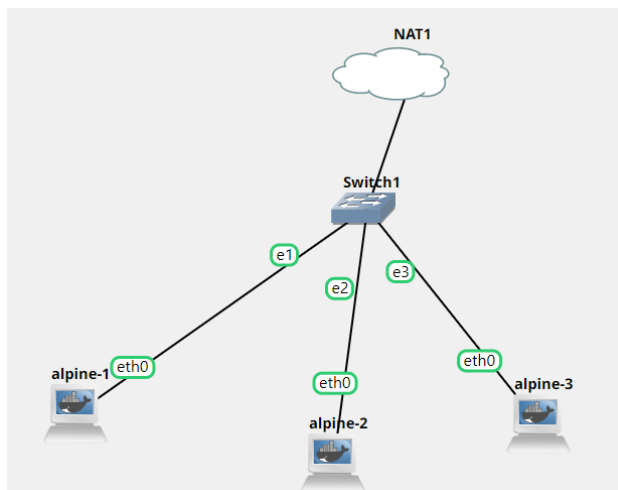 NAT1
Switch1
e1
e2
e3
alpine-1
eth0
alpine-2
eth0
alpine-3
eth0